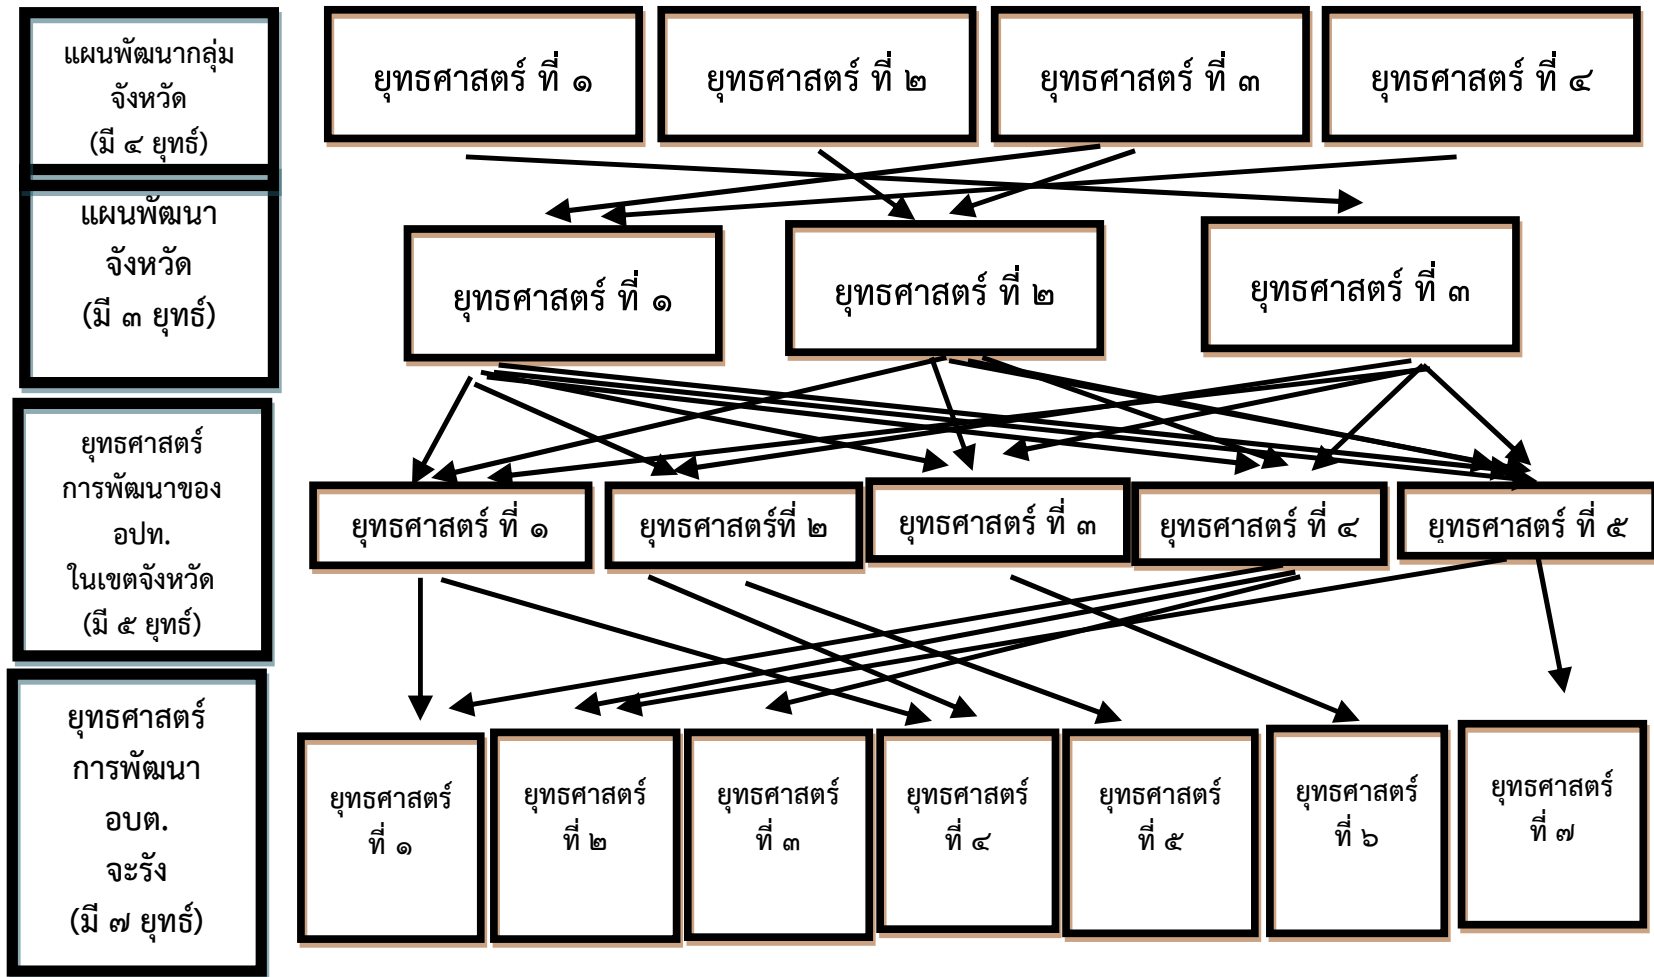 แผนพัฒนากลุ่ม
จังหวัด
(มี ๔ ยุทธ์)
ยุทธศาสตร์ ที่ ๑
ยุทธศาสตร์ ที่ ๒
ยุทธศาสตร์ ที่ ๓
ยุทธศาสตร์ ที่ ๔
แผนพัฒนา
จังหวัด
(มี ๓ ยุทธ์)
ยุทธศาสตร์ ที่ ๑
ยุทธศาสตร์ ที่ ๒
ยุทธศาสตร์ ที่ ๓
ยุทธศาสตร์
การพัฒนาของ
อปท.
ในเขตจังหวัด
(มี ๕ ยุทธ์)
ยุทธศาสตร์ ที่ ๑
ยุทธศาสตร์ที่ ๒
ยุทธศาสตร์ ที่ ๓
ยุทธศาสตร์ ที่ ๔
ยุทธศาสตร์ ที่ ๕
ยุทธศาสตร์
การพัฒนา
อบต.
จะรัง
(มี ๗ ยุทธ์)
ยุทธศาสตร์
ที่ ๑
ยุทธศาสตร์
ที่ ๒
ยุทธศาสตร์
ที่ ๓
ยุทธศาสตร์
ที่ ๔
ยุทธศาสตร์
ที่ ๕
ยุทธศาสตร์
ที่ ๖
ยุทธศาสตร์
ที่ ๗